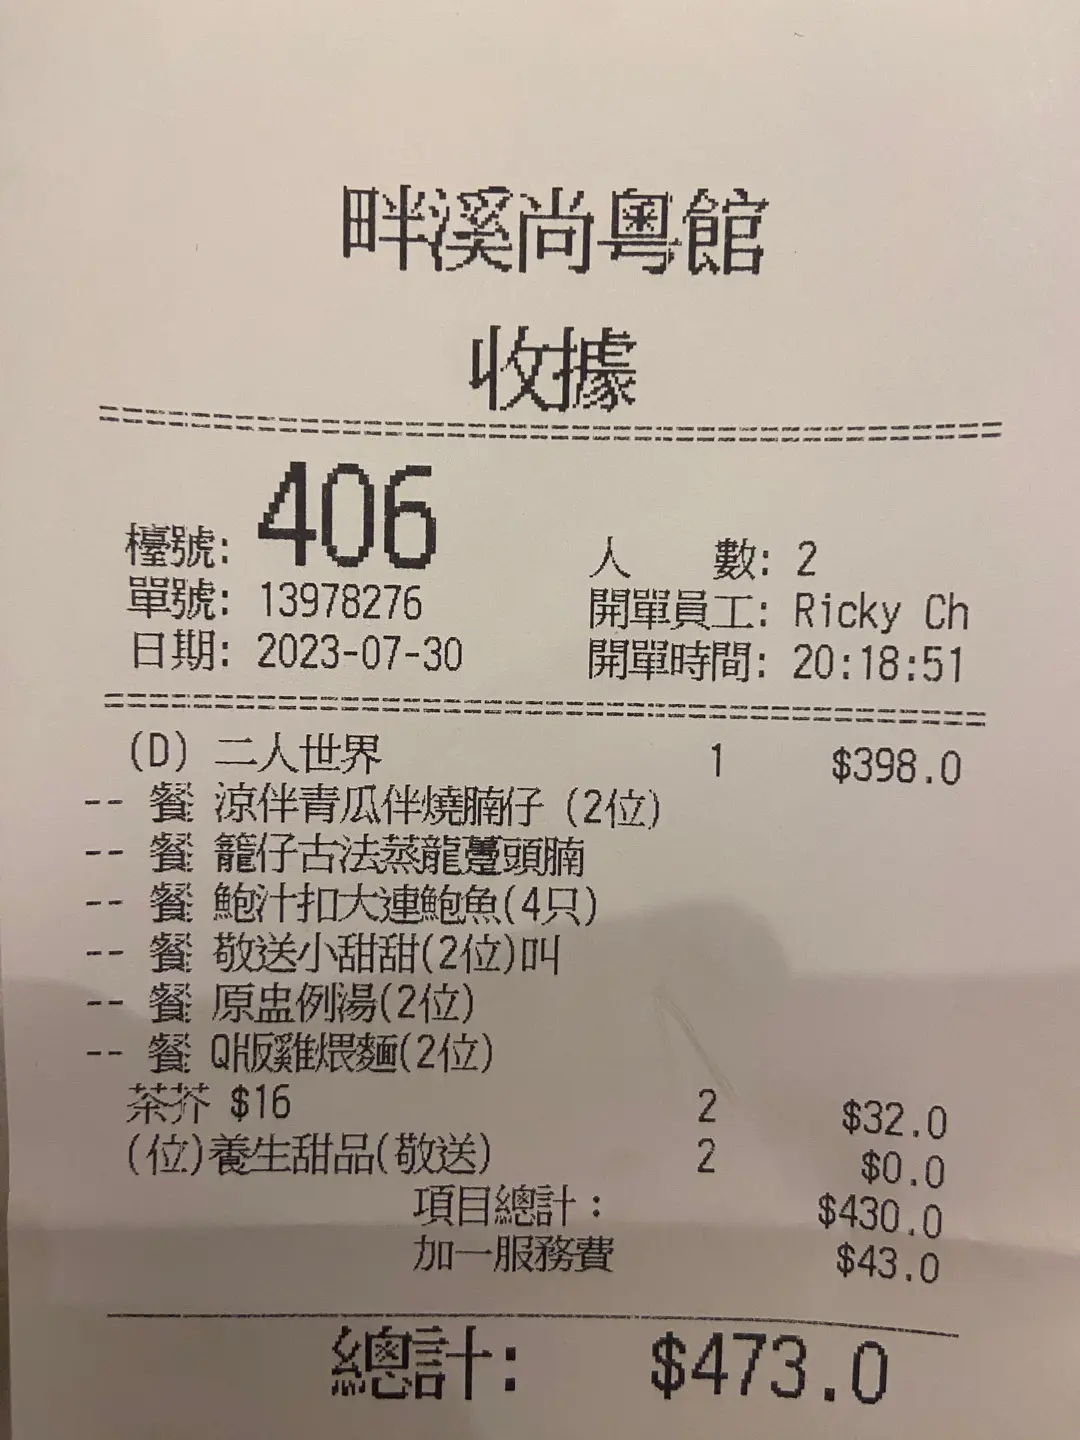 畔溪尚粵館
收據
檯號: 406 人 數: 2
單號: 13978276 開單員工: Ricky Ch
日期: 2023-07-30 開單時間: 20:18:51
(D) 二人世界 1 $398.0
-- 餐 涼伴青瓜伴燒腩仔 (2位)
-- 餐 籠仔古法蒸龍躉頭腩
-- 餐 鮑汁扣大連鮑魚(4只)
-- 餐 敬送小甜甜(2位)叫
-- 餐 原盅例湯(2位)
-- 餐 Q版雞煨麵(2位)
茶芥 $16 2 $32.0
(位)養生甜品(敬送) 2 $0.0
項目總計: $430.0
加一服務費 $43.0
總計: $473.0